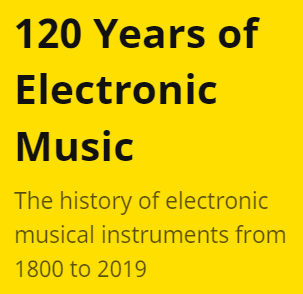 120 Years of
Electronic
Music
The history of electronic
musical instruments from
1800 to 2019